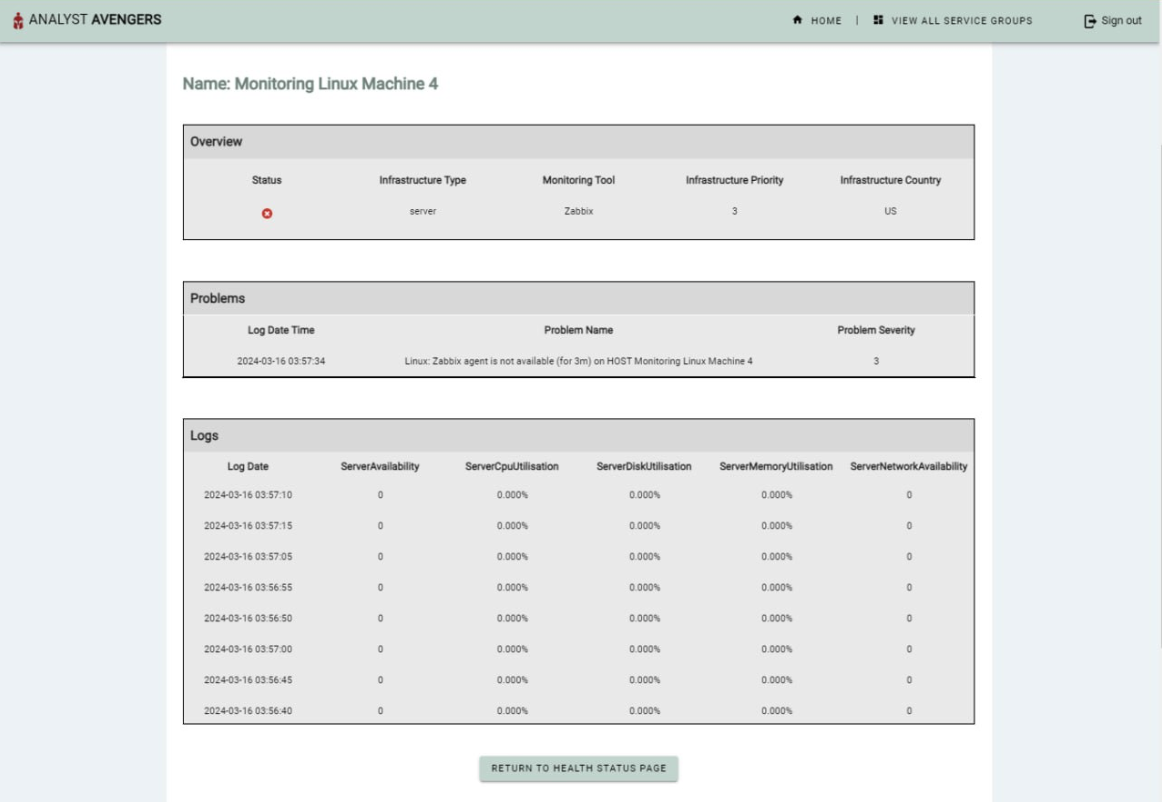 ANALYST AVENGERS HOME | VIEW ALL SERVICE GROUPS Sign out
Name: Monitoring Linux Machine 4
Overview
Status Infrastructure Type Monitoring Tool Infrastructure Priority Infrastructure Country
server Zabbix 3 US
Problems
Log Date Time Problem Name Problem Severity
2024-03-16 03:57:34 Linux: Zabbix agent is not available (for 3m) on HOST Monitoring Linux Machine 4 3
Logs
Log Date ServerAvailability ServerCpuUtilisation ServerDiskUtilisation ServerMemoryUtilisation ServerNetworkAvailability
2024-03-16 03:57:10 0 0.000% 0.000% 0.000% 0
2024-03-16 03:57:15 0 0.000% 0.000% 0.000% 0
2024-03-16 03:57:05 0 0.000% 0.000% 0.000% 0
2024-03-16 03:56:55 0 0.000% 0.000% 0.000% 0
2024-03-16 03:56:50 0 0.000% 0.000% 0.000% 0
2024-03-16 03:57:00 0 0.000% 0.000% 0.000% 0
2024-03-16 03:56:45 0 0.000% 0.000% 0.000% 0
2024-03-16 03:56:40 0 0.000% 0.000% 0.000% 0
RETURN TO HEALTH STATUS PAGE